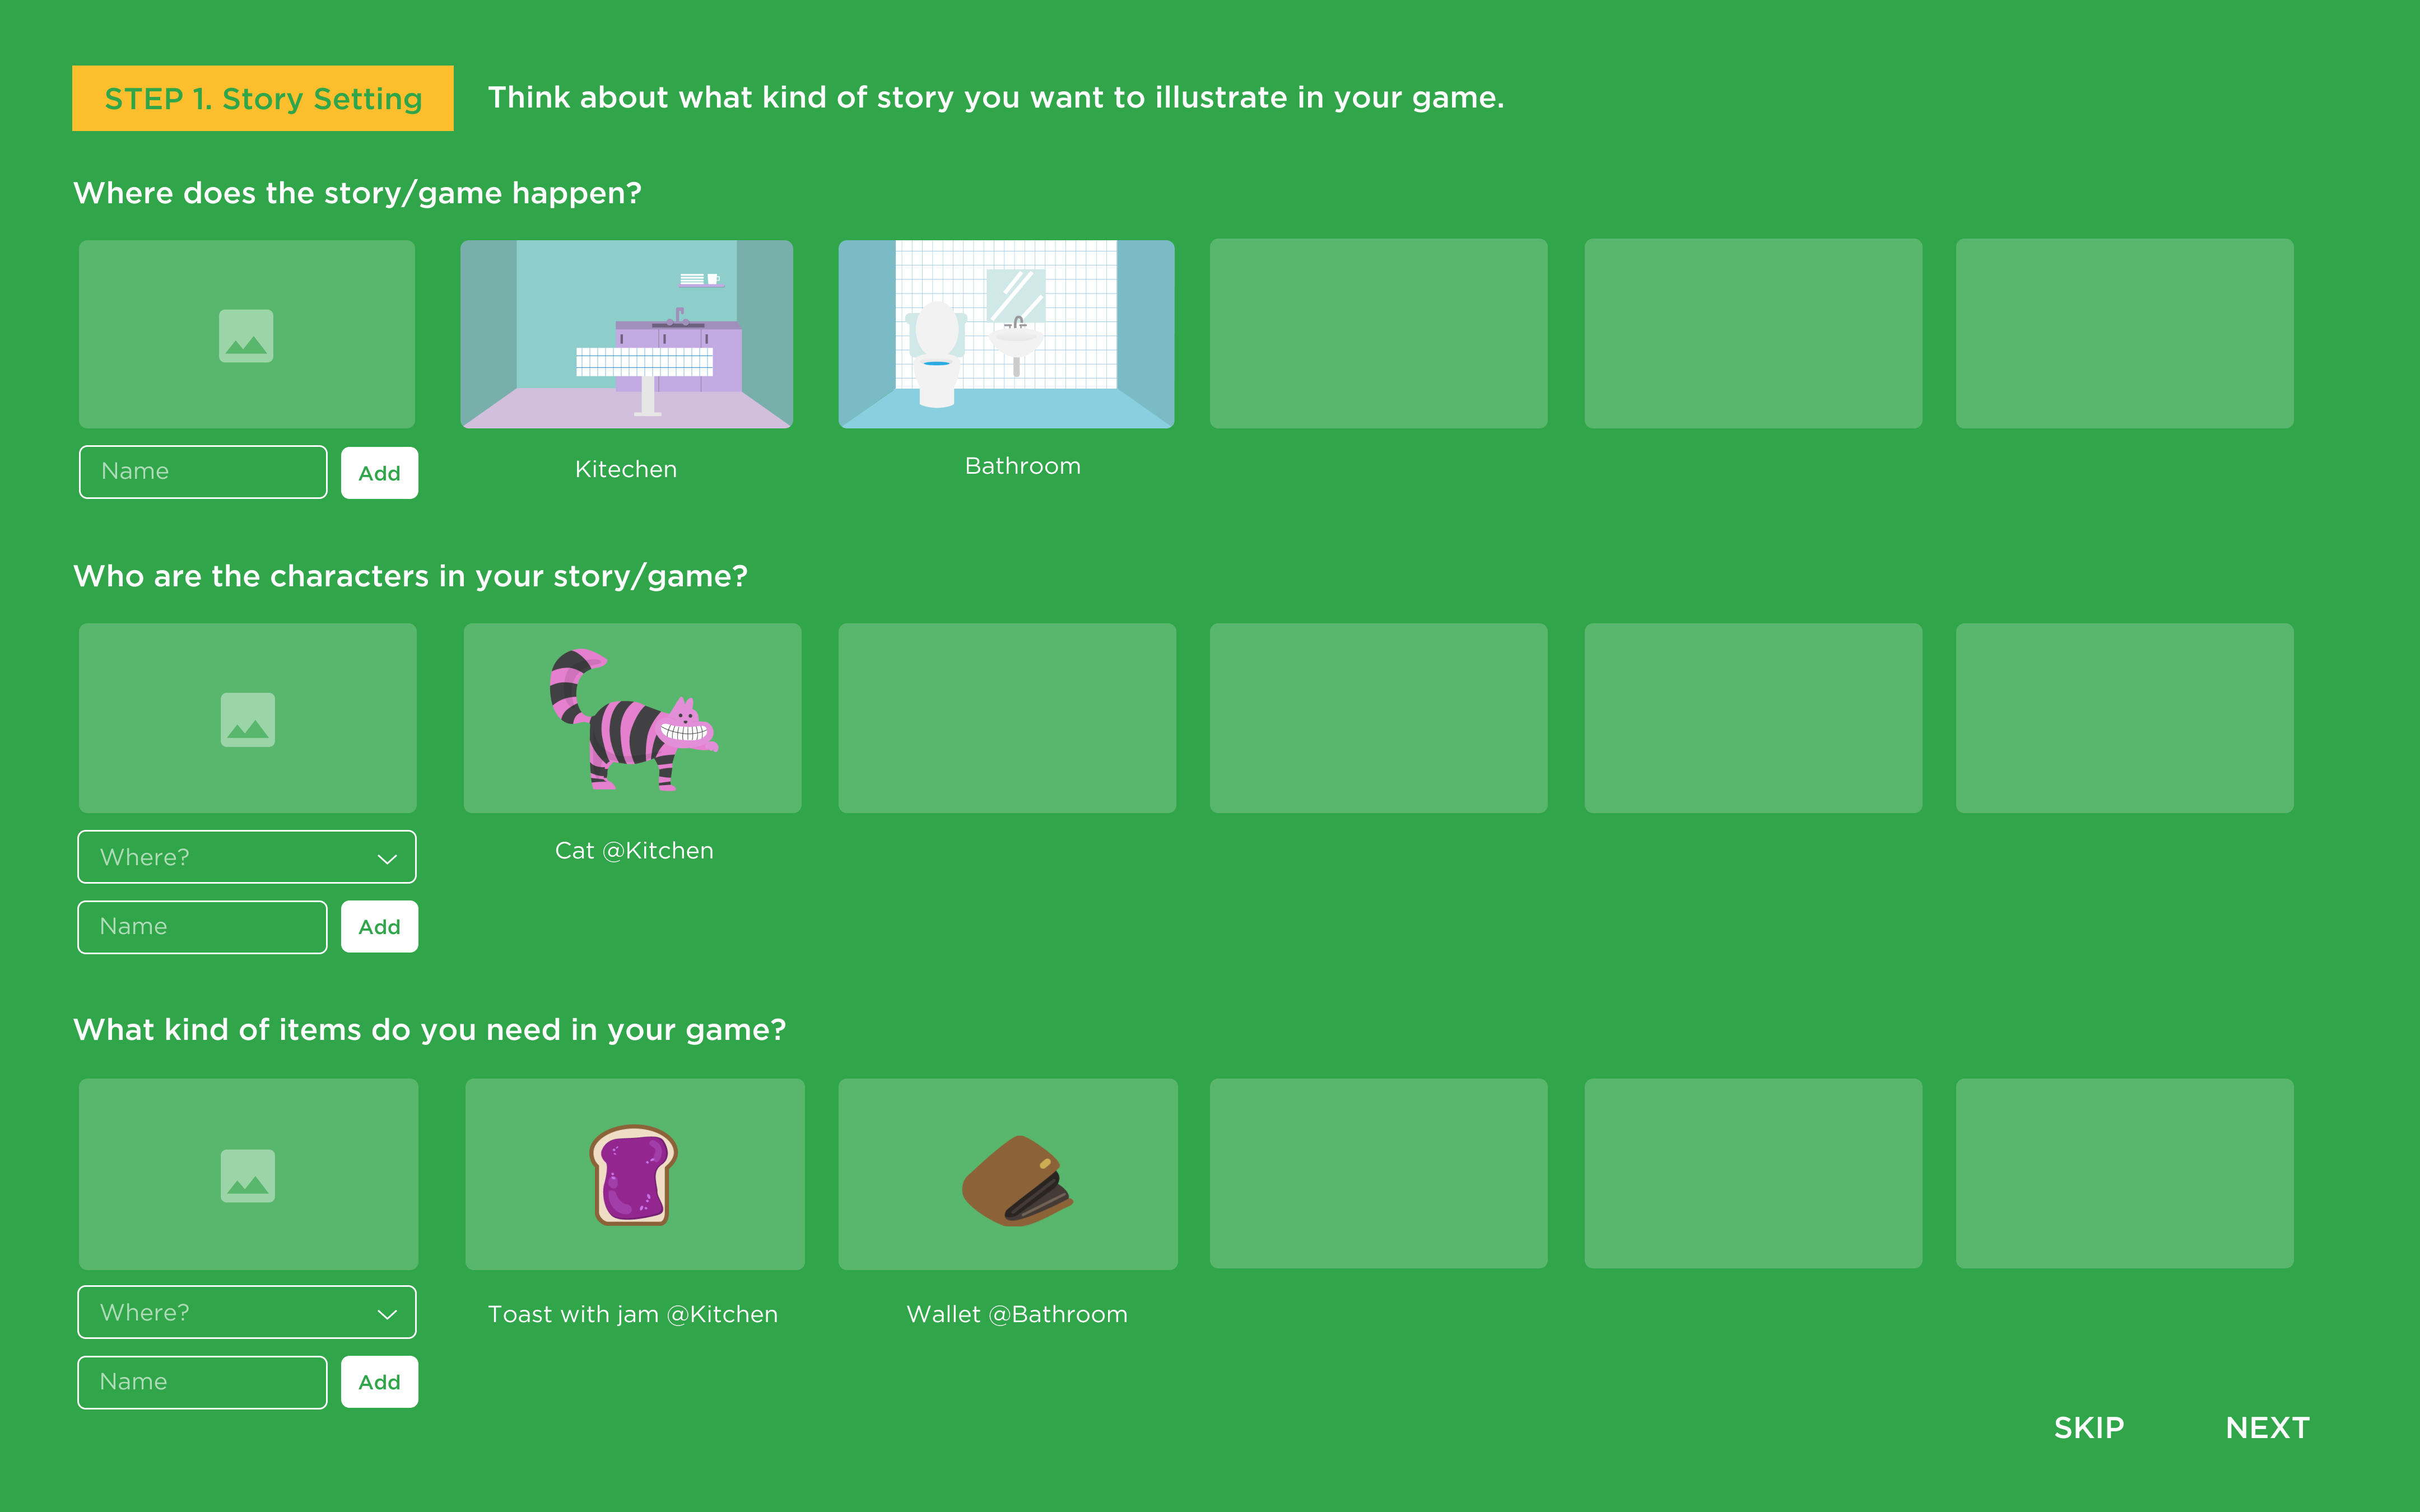 STEP 1. Story Setting
Think about what kind of story you want to illustrate in your game.
Where does the story/game happen?
Name
Add
Kitechen
Bathroom
Who are the characters in your story/game?
Where?
Cat @Kitchen
Name
Add
What kind of items do you need in your game?
Where?
Toast with jam @Kitchen
Wallet @Bathroom
Name
Add
SKIP
NEXT